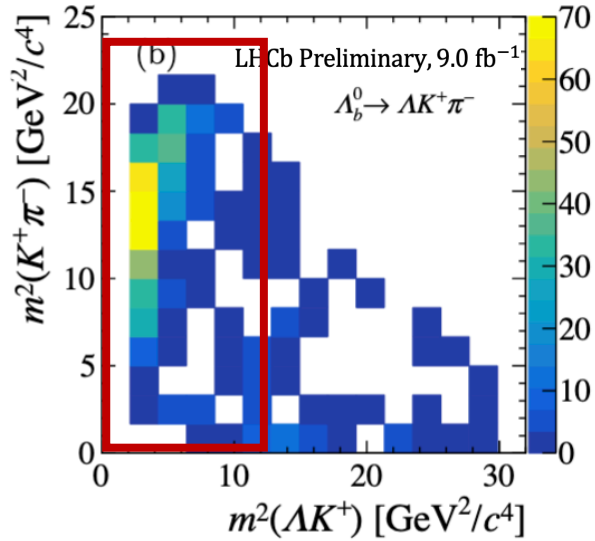 (b)
LHCb Preliminary, 9.0 fb⁻¹
Λ⁰_b → ΛK⁺π⁻
m²(K⁺π⁻) [GeV²/c⁴]
25
20
15
10
5
0
0 10 20 30
m²(ΛK⁺) [GeV²/c⁴]
70
60
50
40
30
20
10
0